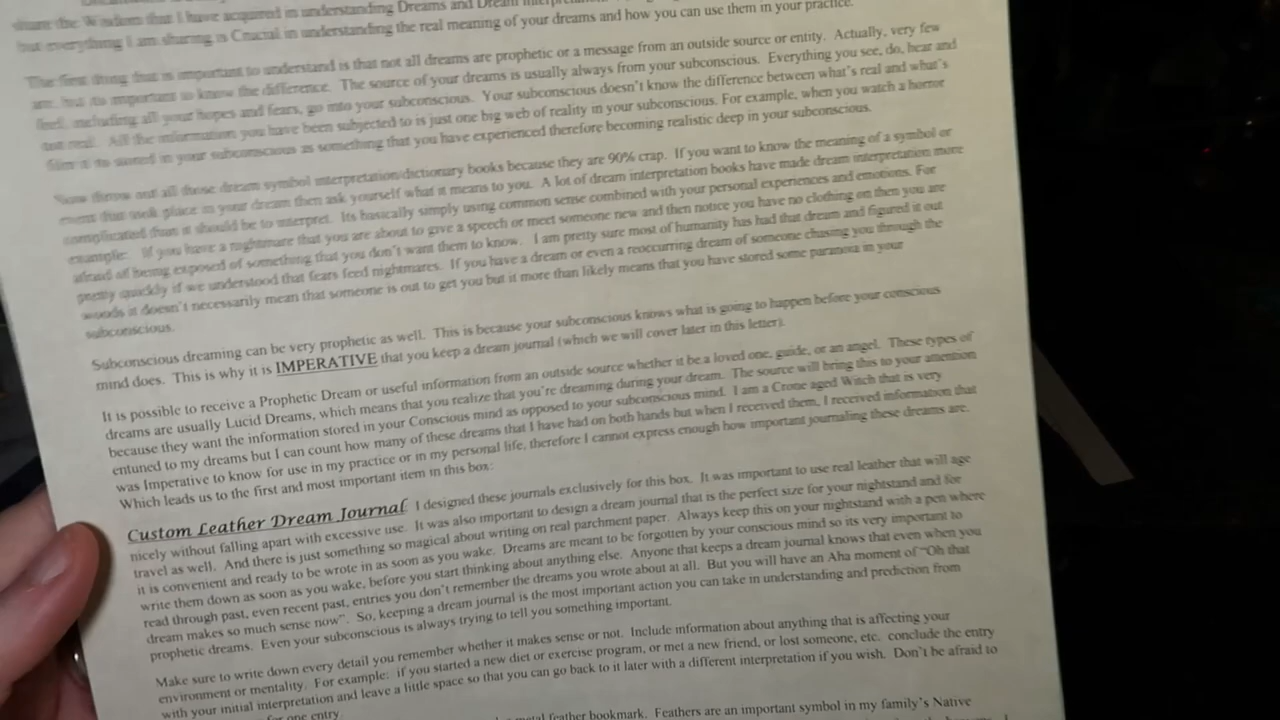 share the Wisdom that I have acquired in understanding Dreams and Dream
but everything I am sharing is Crucial in understanding the real meaning of your dreams and how you can use them in your practice.
The first thing that is important to understand is that not all dreams are prophetic or a message from an outside source or entity. Actually, very few
are, but its important to know the difference. The source of your dreams is usually always from your subconscious. Everything you see, do, hear and
feel, including all your hopes and fears, go into your subconscious. Your subconscious doesn't know the difference between what's real and what's
not real. All the information you have been subjected to is just one big web of reality in your subconscious. For example, when you watch a horror
film it is stored in your subconscious as something that you have experienced therefore becoming realistic deep in your subconscious.
Now throw out all those dream symbol interpretation/dictionary books because they are 90% crap. If you want to know the meaning of a symbol or
event that took place in your dream then ask yourself what it means to you. A lot of dream interpretation books have made dream interpretation more
complicated than it should be to interpret. Its basically simply using common sense combined with your personal experiences and emotions. For
example: If you have a nightmare that you are about to give a speech or meet someone new and then notice you have no clothing on then you are
afraid of being exposed of something that you don't want them to know. I am pretty sure most of humanity has had that dream and figured it out
pretty quickly if we understood that fears feed nightmares. If you have a dream or even a reoccurring dream of someone chasing you through the
woods it doesn't necessarily mean that someone is out to get you but it more than likely means that you have stored some paranoia in your
subconscious.
Subconscious dreaming can be very prophetic as well. This is because your subconscious knows what is going to happen before your conscious
mind does. This is why it is IMPERATIVE that you keep a dream journal (which we will cover later in this letter).
It is possible to receive a Prophetic Dream or useful information from an outside source whether it be a loved one, guide, or an angel. These types of
dreams are usually Lucid Dreams, which means that you realize that you're dreaming during your dream. The source will bring this to your attention
because they want the information stored in your Conscious mind as opposed to your subconscious mind. I am a Crone aged Witch that is very
entuned to my dreams but I can count how many of these dreams that I have had on both hands but when I received them, I received information that
was Imperative to know for use in my practice or in my personal life, therefore I cannot express enough how important journaling these dreams are.
Which leads us to the first and most important item in this box:
Custom Leather Dream Journal I designed these journals exclusively for this box. It was important to use real leather that will age
nicely without falling apart with excessive use. It was also important to design a dream journal that is the perfect size for your nightstand and for
travel as well. And there is just something so magical about writing on real parchment paper. Always keep this on your nightstand with a pen where
it is convenient and ready to be wrote in as soon as you wake. Dreams are meant to be forgotten by your conscious mind so its very important to
write them down as soon as you wake, before you start thinking about anything else. Anyone that keeps a dream journal knows that even when you
read through past, even recent past, entries you don't remember the dreams you wrote about at all. But you will have an Aha moment of "Oh that
dream makes so much sense now". So, keeping a dream journal is the most important action you can take in understanding and prediction from
prophetic dreams. Even your subconscious is always trying to tell you something important.
Make sure to write down every detail you remember whether it makes sense or not. Include information about anything that is affecting your
environment or mentality. For example: if you started a new diet or exercise program, or met a new friend, or lost someone, etc. conclude the entry
with your initial interpretation and leave a little space so that you can go back to it later with a different interpretation if you wish. Don't be afraid to
for one entry.
metal feather bookmark. Feathers are an important symbol in my family's Native